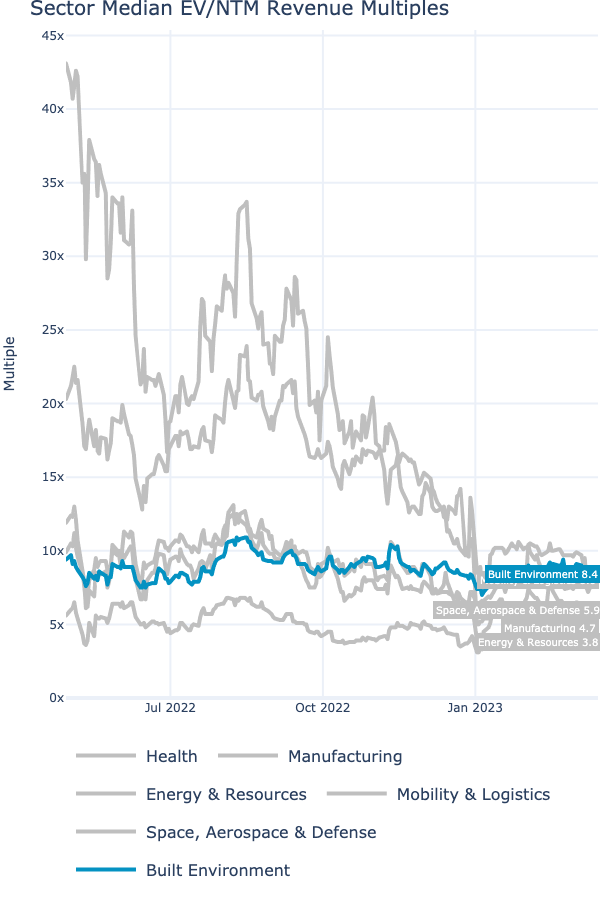 Sector Median EV/NTM Revenue Multiples
45x
40x
35x
30x
25x
20x
15x
10x
5x
0x
Multiple
Built Environment 8.4
Space, Aerospace & Defense 5.9
Manufacturing 4.7
Energy & Resources 3.8
Jul 2022
Oct 2022
Jan 2023
Health
Manufacturing
Energy & Resources
Mobility & Logistics
Space, Aerospace & Defense
Built Environment